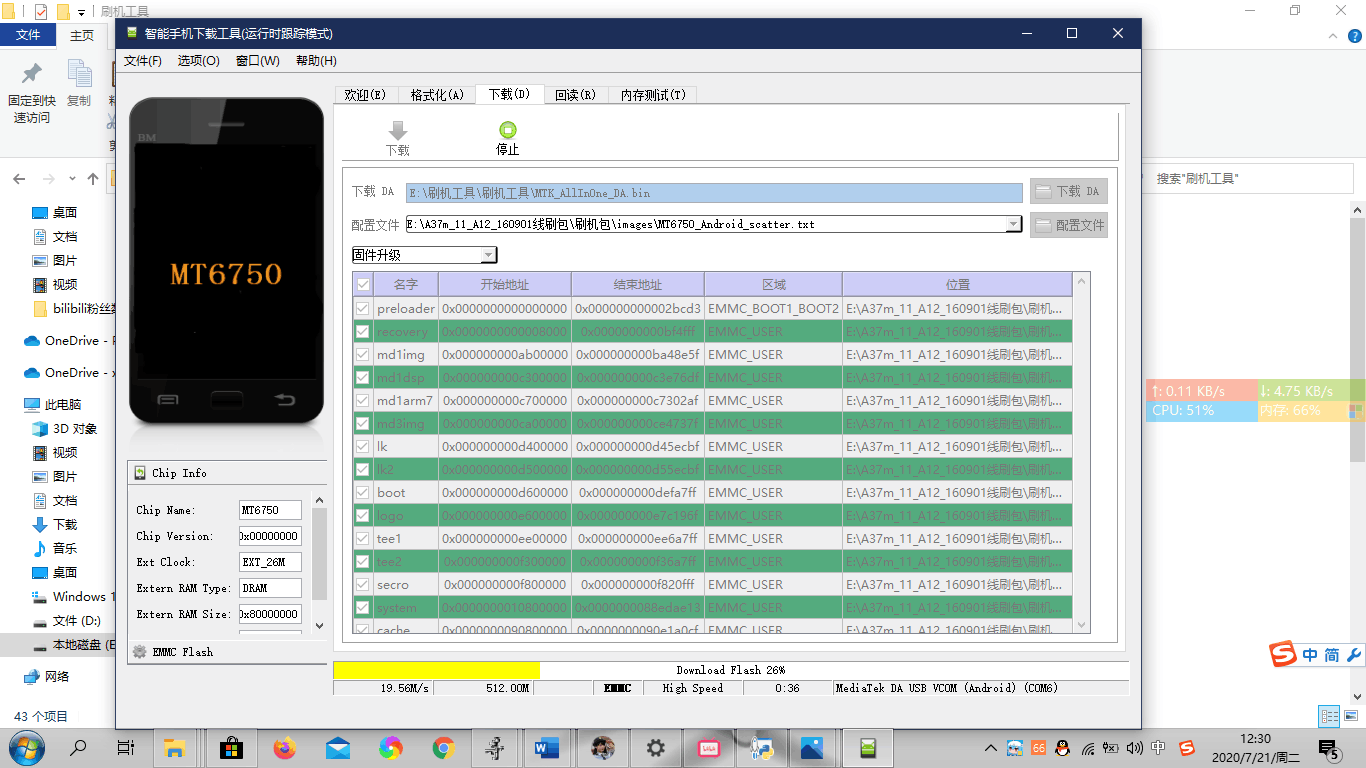 刷机工具
文件
主页
固定到快
速访问
复制
搜索"刷机工具"
桌面
文档
图片
视频
bilibili粉丝数
OneDrive -
OneDrive -
此电脑
3D 对象
视频
图片
文档
下载
音乐
桌面
Windows 1
文件 (D:)
本地磁盘 (E
网络
43 个项目
智能手机下载工具(运行时跟踪模式)
文件(F) 选项(O) 窗口(W) 帮助(H)
欢迎(E) 格式化(A) 下载(D) 回读(R) 内存测试(T)
BM
MT6750
下载 停止
下载 DA E:\刷机工具\刷机工具\MTK_AllInOne_DA.bin 下载 DA
配置文件 E:\A37m_11_A12_160901线刷包\刷机包\images\MT6750_Android_scatter.txt 配置文件
固件升级
名字 开始地址 结束地址 区域 位置
preloader 0x0000000000000000 0x000000000002bcd3 EMMC_BOOT1_BOOT2 E:\A37m_11_A12_160901线刷包\刷机...
recovery 0x0000000000008000 0x0000000000bf4fff EMMC_USER E:\A37m_11_A12_160901线刷包\刷机...
md1img 0x000000000ab00000 0x000000000ba48e5f EMMC_USER E:\A37m_11_A12_160901线刷包\刷机...
md1dsp 0x000000000c300000 0x000000000c3e76df EMMC_USER E:\A37m_11_A12_160901线刷包\刷机...
md1arm7 0x000000000c700000 0x000000000c7302af EMMC_USER E:\A37m_11_A12_160901线刷包\刷机...
md3img 0x000000000ca00000 0x000000000ce4737f EMMC_USER E:\A37m_11_A12_160901线刷包\刷机...
lk 0x000000000d400000 0x000000000d45ecbf EMMC_USER E:\A37m_11_A12_160901线刷包\刷机...
lk2 0x000000000d500000 0x000000000d55ecbf EMMC_USER E:\A37m_11_A12_160901线刷包\刷机...
boot 0x000000000d600000 0x000000000defa7ff EMMC_USER E:\A37m_11_A12_160901线刷包\刷机...
logo 0x000000000e600000 0x000000000e7c196f EMMC_USER E:\A37m_11_A12_160901线刷包\刷机...
tee1 0x000000000ee00000 0x000000000ee6a7ff EMMC_USER E:\A37m_11_A12_160901线刷包\刷机...
tee2 0x000000000f300000 0x000000000f36a7ff EMMC_USER E:\A37m_11_A12_160901线刷包\刷机...
secro 0x000000000f800000 0x000000000f820fff EMMC_USER E:\A37m_11_A12_160901线刷包\刷机...
system 0x0000000010800000 0x0000000088edae13 EMMC_USER E:\A37m_11_A12_160901线刷包\刷机...
cache 0x0000000090800000 0x0000000090e1a0cf EMMC_USER E:\A37m_11_A12_160901线刷包\刷机...
Chip Info
Chip Name: MT6750
Chip Version: 0x00000000
Ext Clock: EXT_26M
Extern RAM Type: DRAM
Extern RAM Size: 0x80000000
EMMC Flash
Download Flash 26%
19.56M/s 512.00M EMMC High Speed 0:36 MediaTek DA USB VCOM (Android) (COM6)
↑: 0.11 KB/s ↓: 4.75 KB/s
CPU: 51% 内存: 66%
S 中 简
66 中 S
12:30
2020/7/21/周二
5